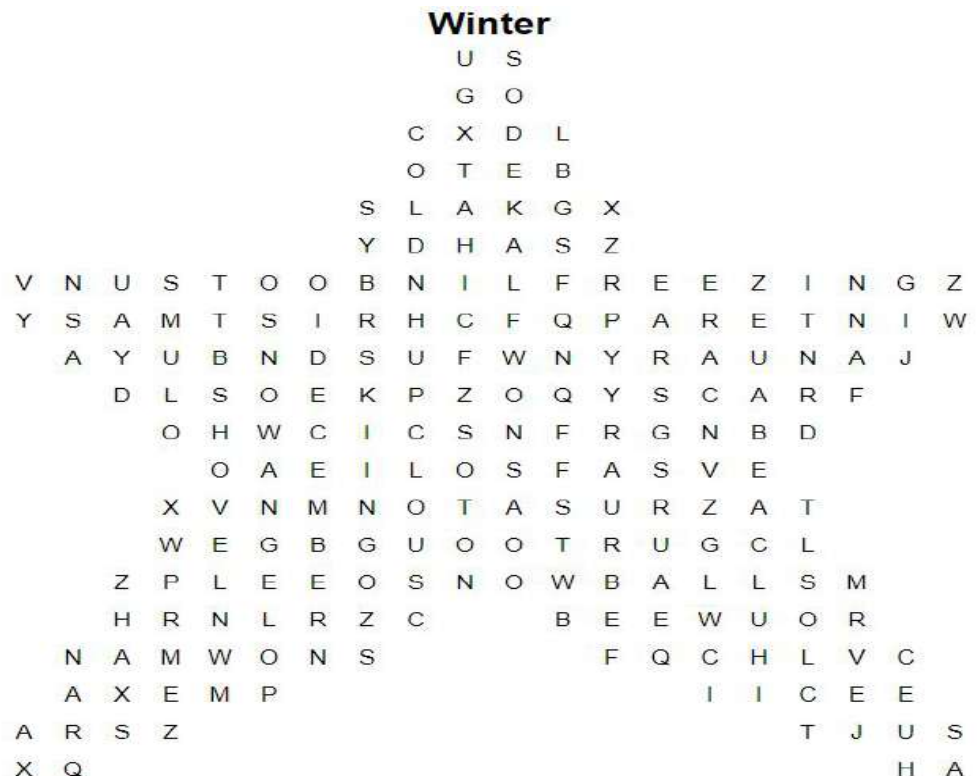 Winter
U S
G O
C X D L
O T E B
S L A K G X
Y D H A S Z
V N U S T O O B N I L F R E E Z I N G Z
Y S A M T S I R H C F Q P A R E T N I W
A Y U B N D S U F W N Y R A U N A J
D L S O E K P Z O Q Y S C A R F
O H W C I C S N F R G N B D
O A E I L O S F A S V E
X V N M N O T A S U R Z A T
W E G B G U O O T R U G C L
Z P L E E O S N O W B A L L S M
H R N L R Z C B E E W U O R
N A M W O N S F Q C H L V C
A X E M P I I C E E
A R S Z T J U S
X Q H A